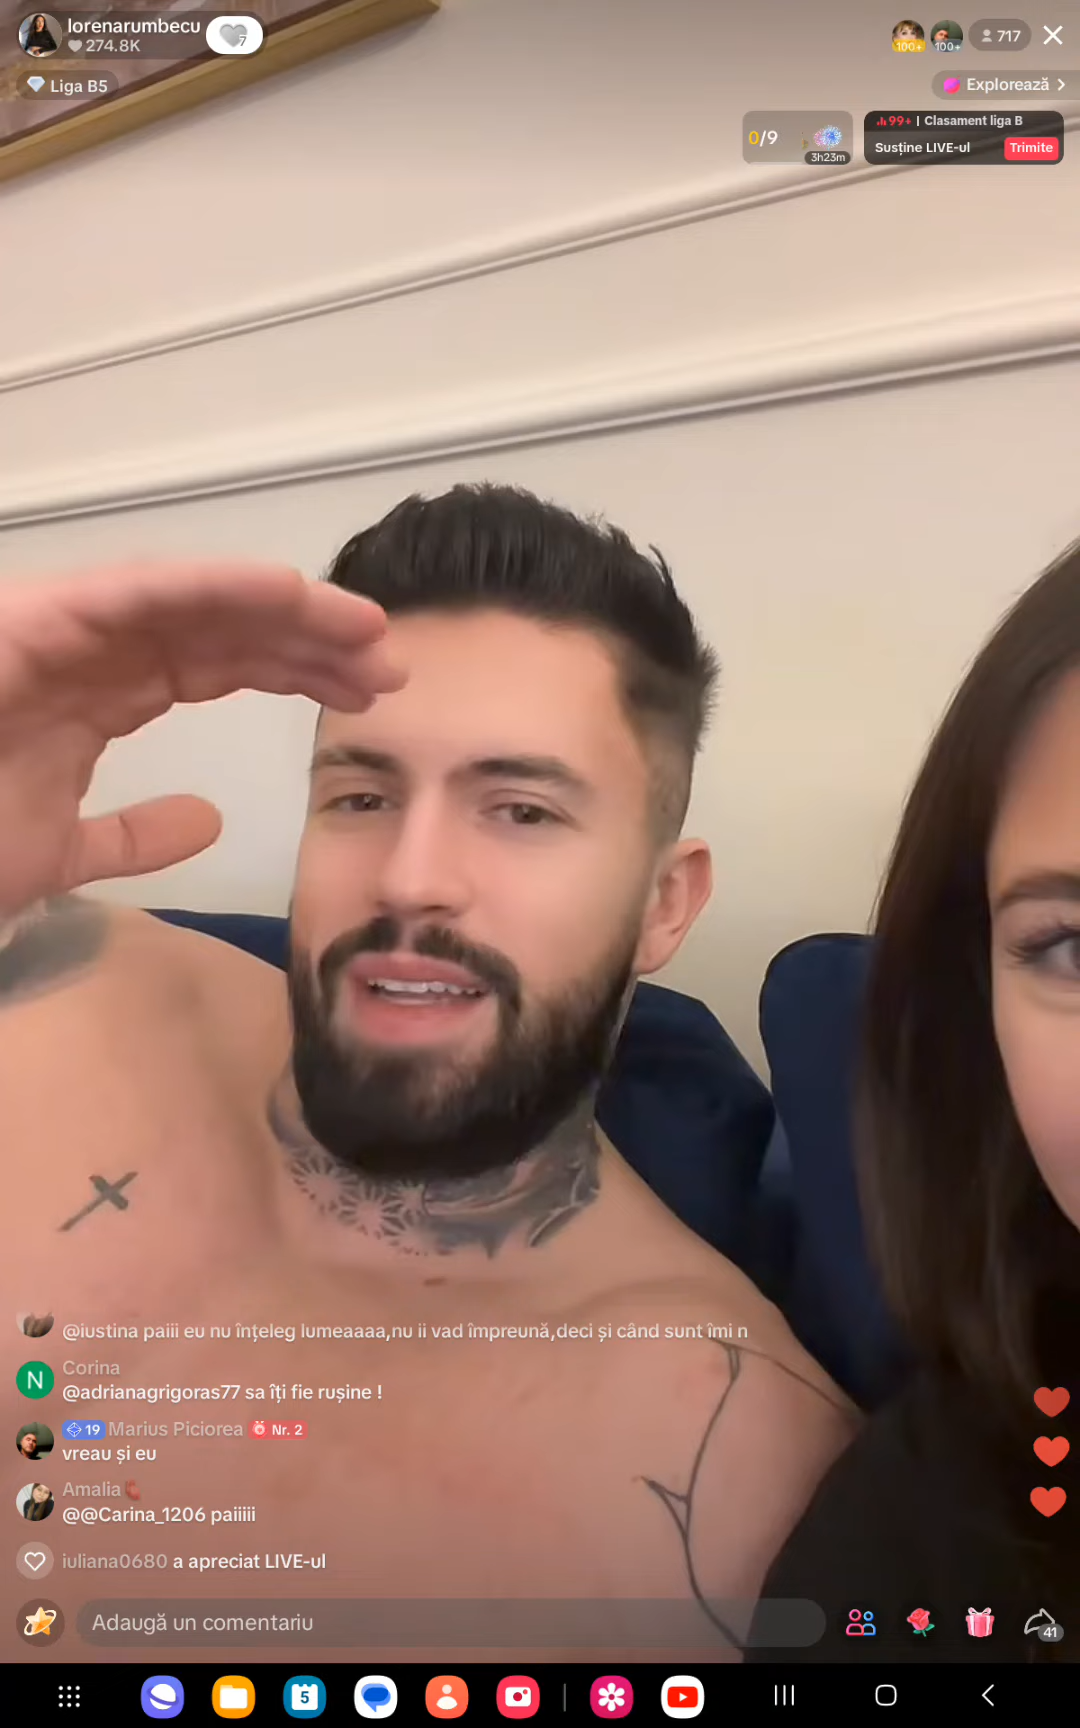 lorenarumbecu
274.8K
7
100+
100+
717
Liga B5
Explorează
0/9
3h23m
99+ | Clasament liga B
Susține LIVE-ul
Trimite
@iustina paiii eu nu înțeleg lumeaaaa,nu ii vad împreună,deci și când sunt îmi n
Corina
N
@adrianagrigoras77 sa îți fie rușine !
19 Marius Piciorea Nr. 2
vreau și eu
Amalia
@@Carina_1206 paiiiii
iuliana0680 a apreciat LIVE-ul
Adaugă un comentariu
41
5